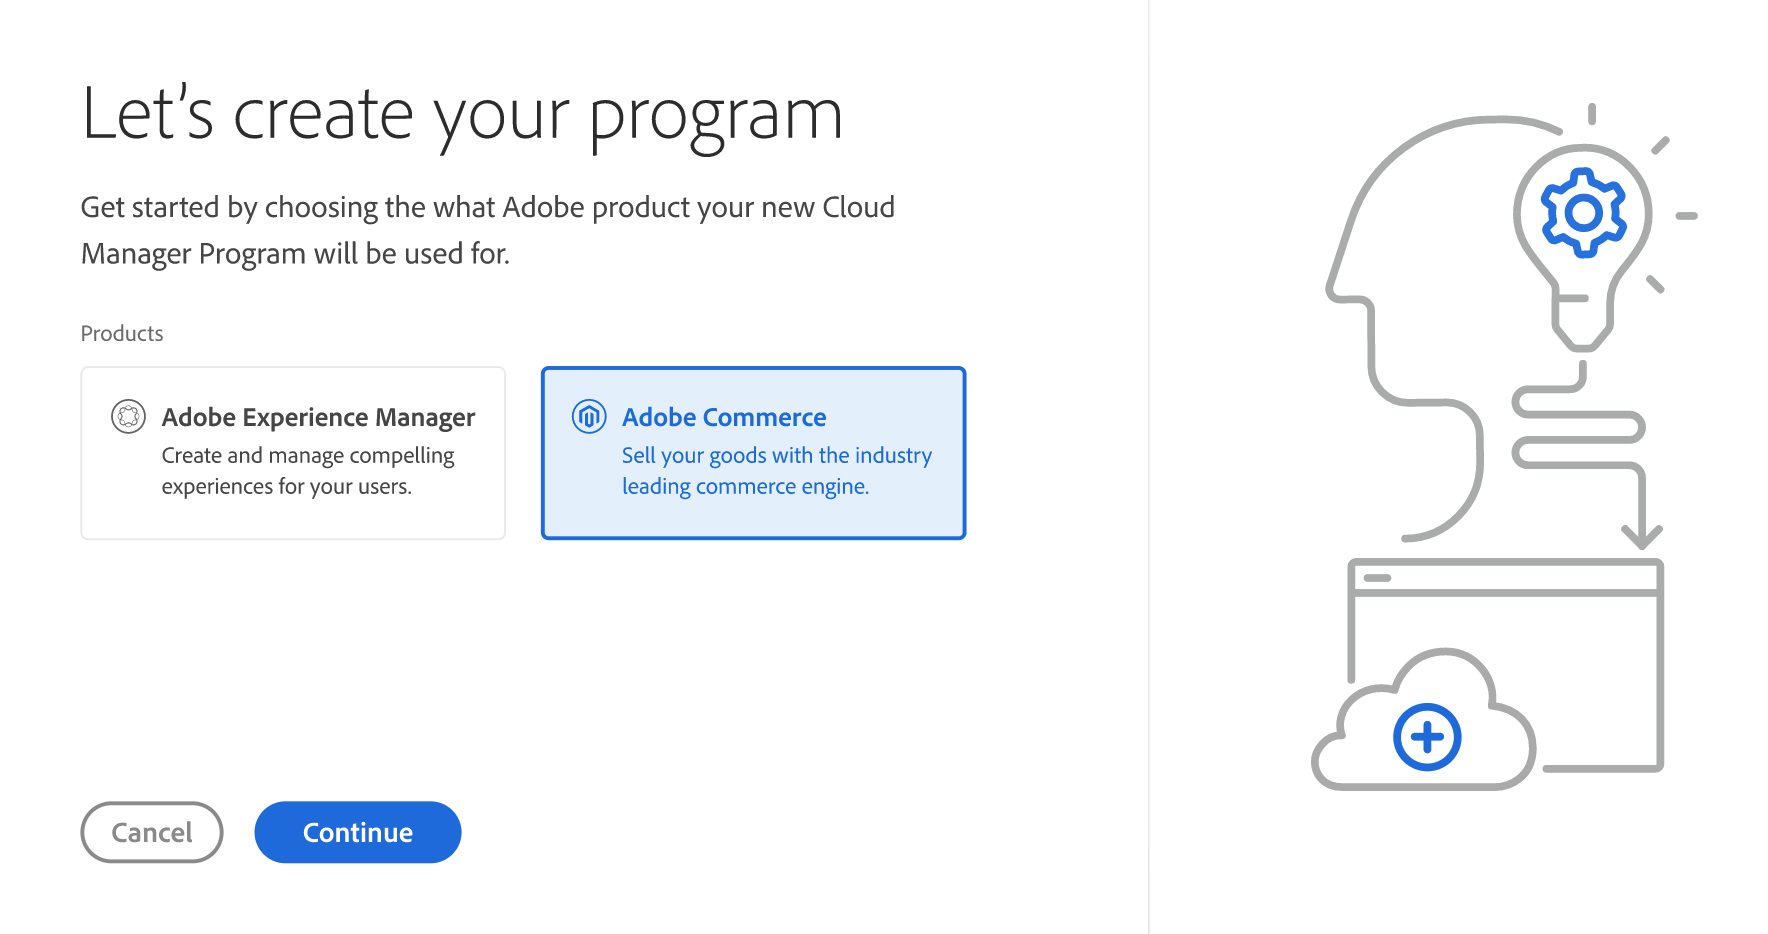 Let’s create your program
Get started by choosing the what Adobe product your new Cloud
Manager Program will be used for.
Products
Adobe Experience Manager
Create and manage compelling
experiences for your users.
Adobe Commerce
Sell your goods with the industry
leading commerce engine.
Cancel
Continue